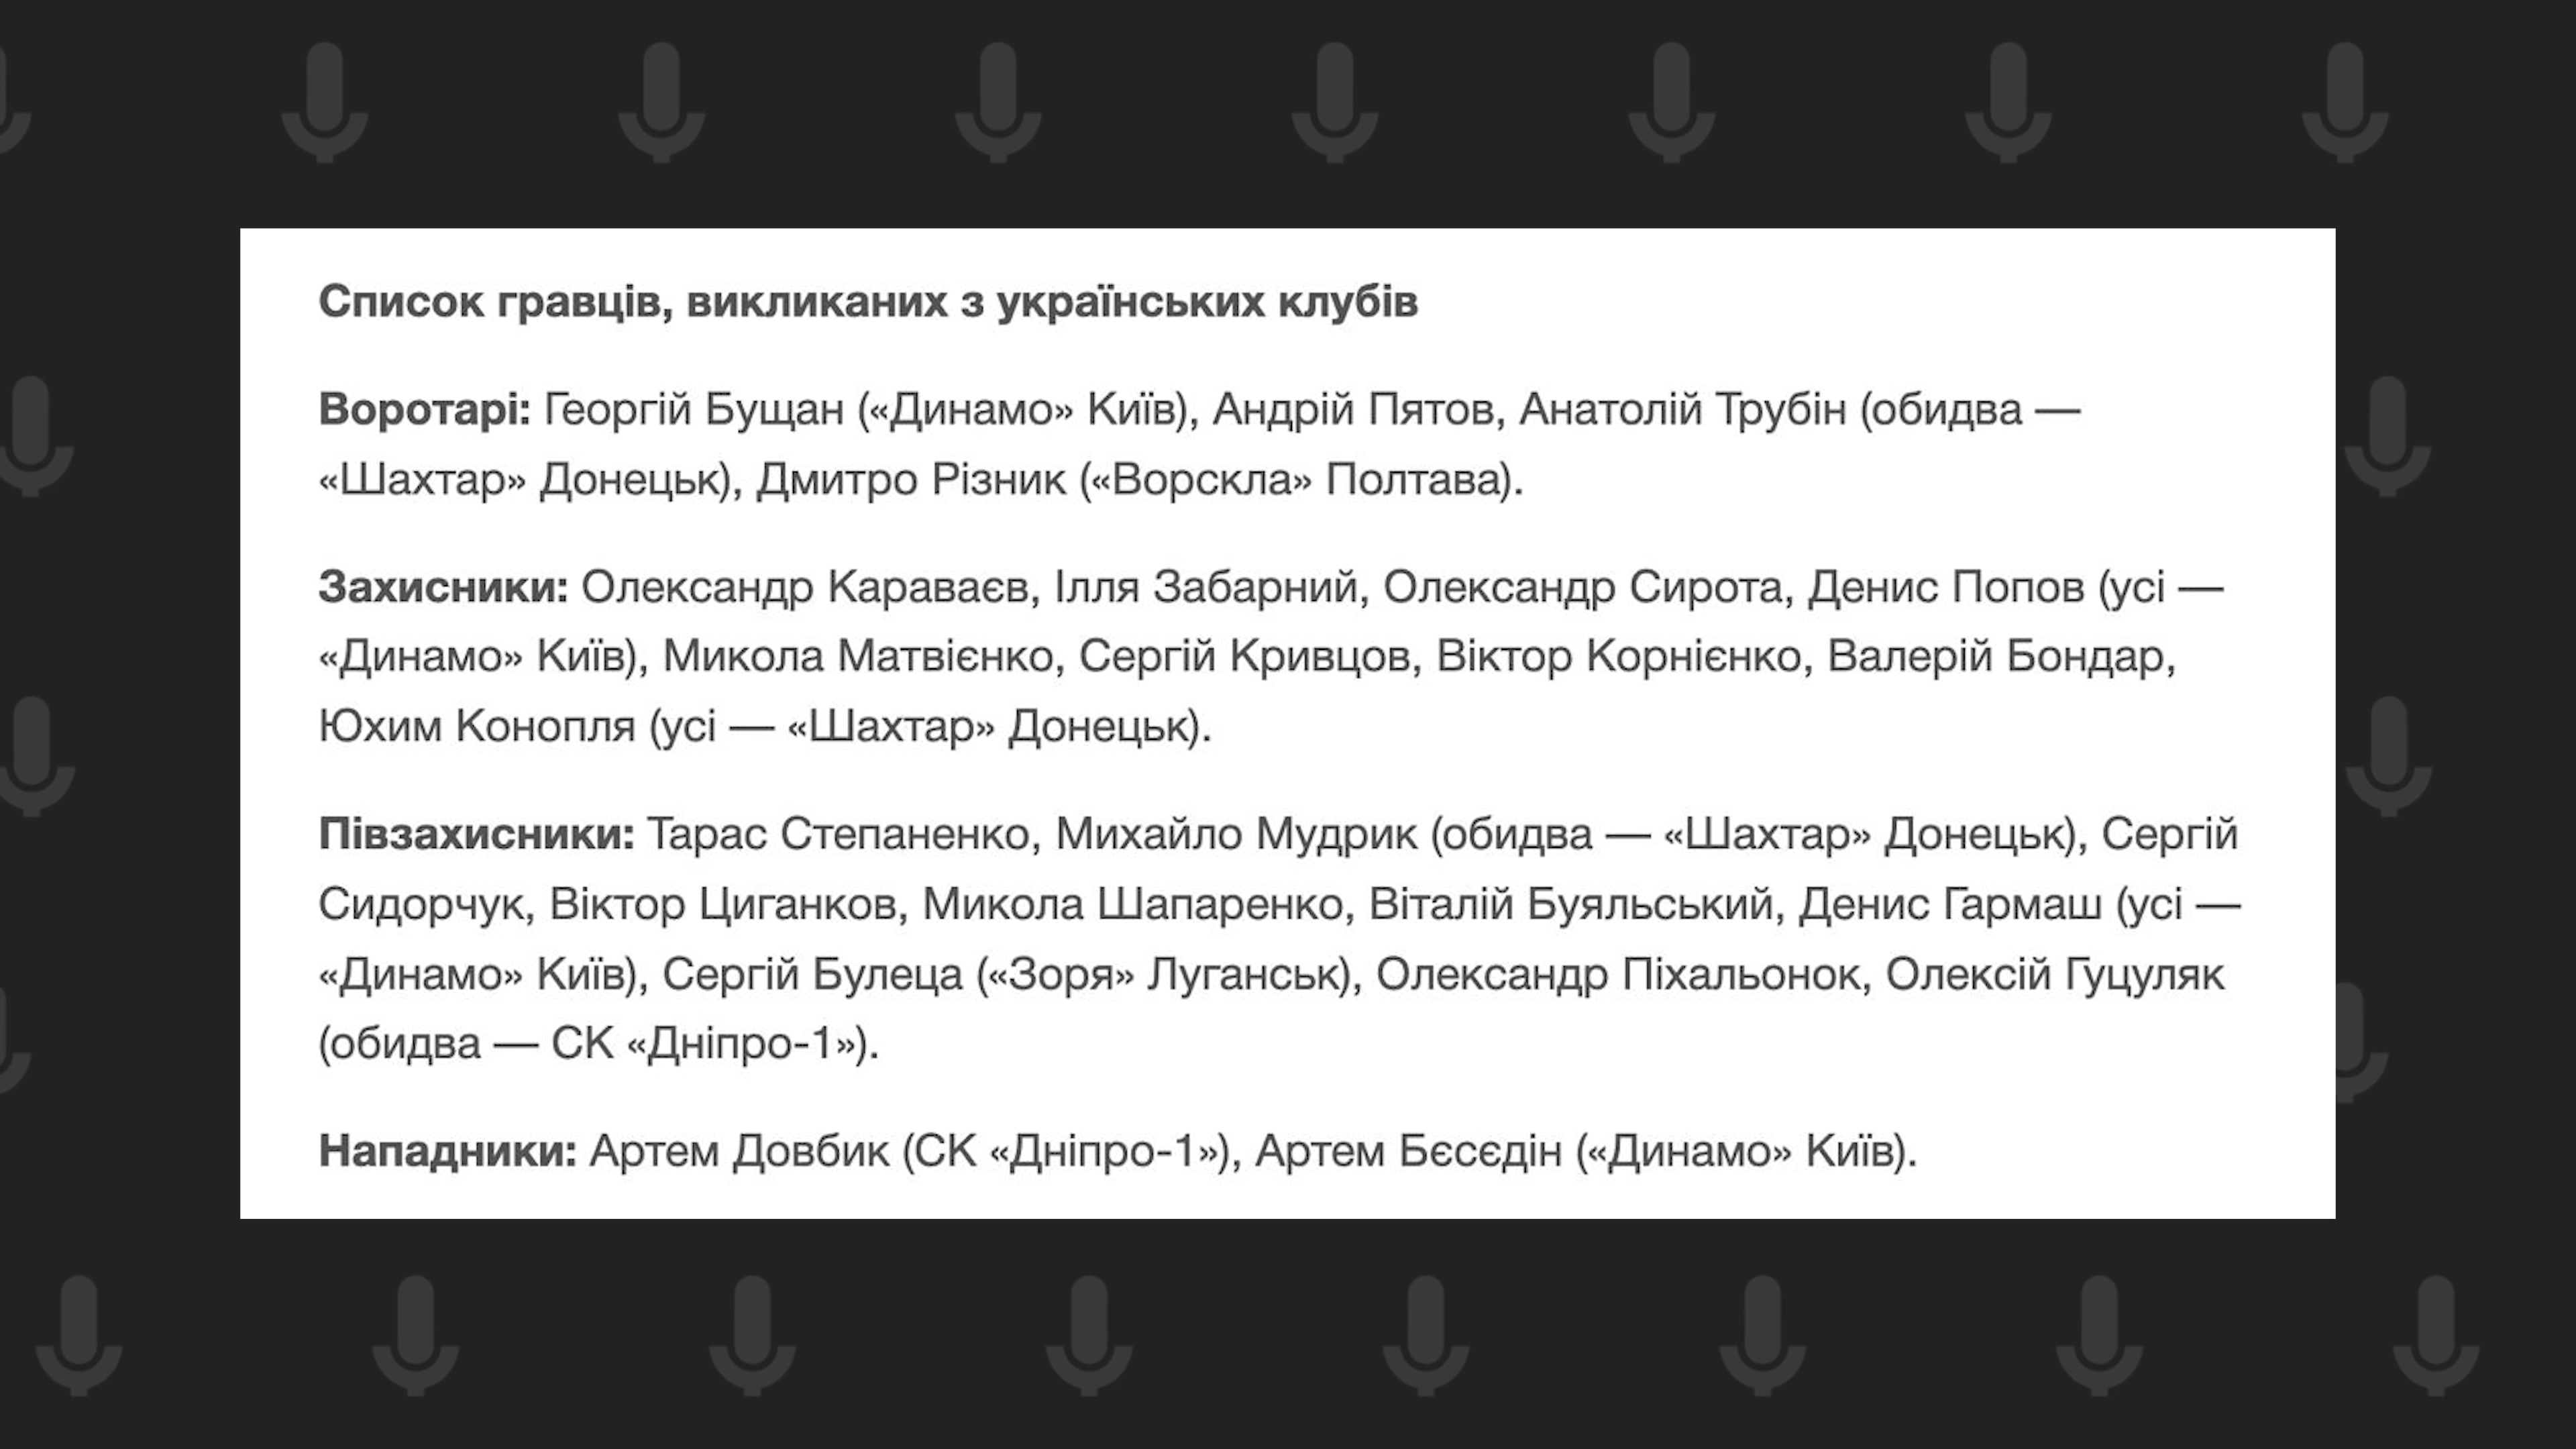 Список гравців, викликаних з українських клубів
Воротарі: Георгій Бущан («Динамо» Київ), Андрій Пятов, Анатолій Трубін (обидва —
«Шахтар» Донецьк), Дмитро Різник («Ворскла» Полтава).
Захисники: Олександр Караваєв, Ілля Забарний, Олександр Сирота, Денис Попов (усі —
«Динамо» Київ), Микола Матвієнко, Сергій Кривцов, Віктор Корнієнко, Валерій Бондар,
Юхим Конопля (усі — «Шахтар» Донецьк).
Півзахисники: Тарас Степаненко, Михайло Мудрик (обидва — «Шахтар» Донецьк), Сергій
Сидорчук, Віктор Циганков, Микола Шапаренко, Віталій Буяльський, Денис Гармаш (усі —
«Динамо» Київ), Сергій Булеца («Зоря» Луганськ), Олександр Піхальонок, Олексій Гуцуляк
(обидва — СК «Дніпро-1»).
Нападники: Артем Довбик (СК «Дніпро-1»), Артем Бєсєдін («Динамо» Київ).